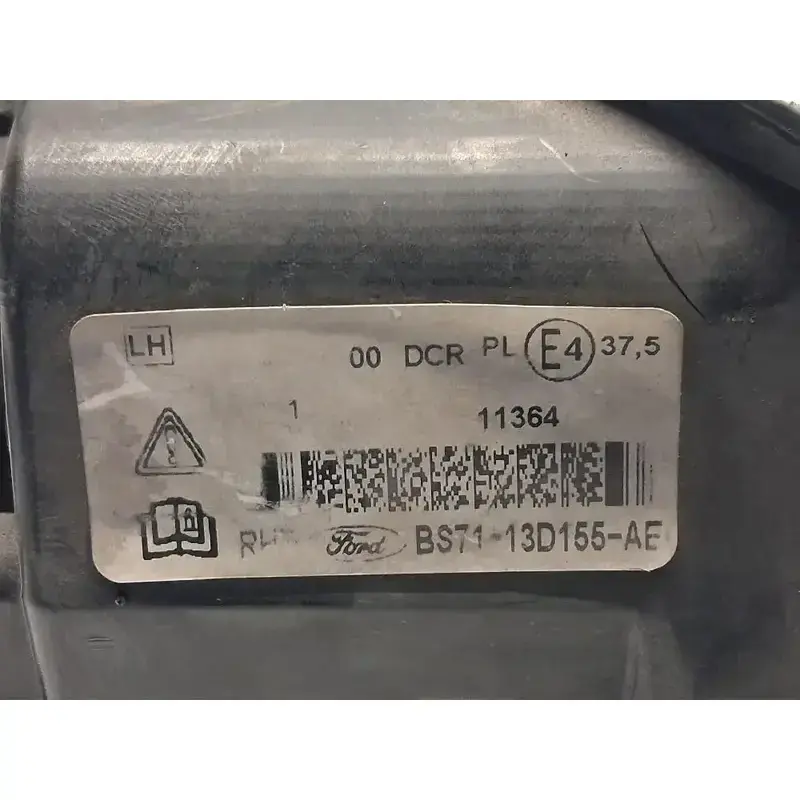 LH 00 DCR PL E4 37,5
1 11364
Ford BS71-13D155-AE